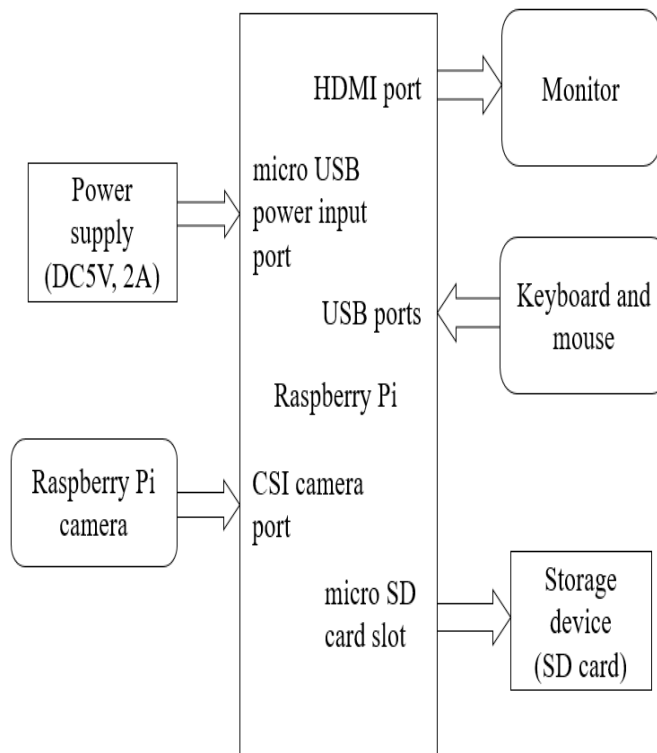 HDMI port
Monitor
Power
supply
(DC5V, 2A)
micro USB
power input
port
USB ports
Keyboard and
mouse
Raspberry Pi
Raspberry Pi
camera
CSI camera
port
micro SD
card slot
Storage
device
(SD card)